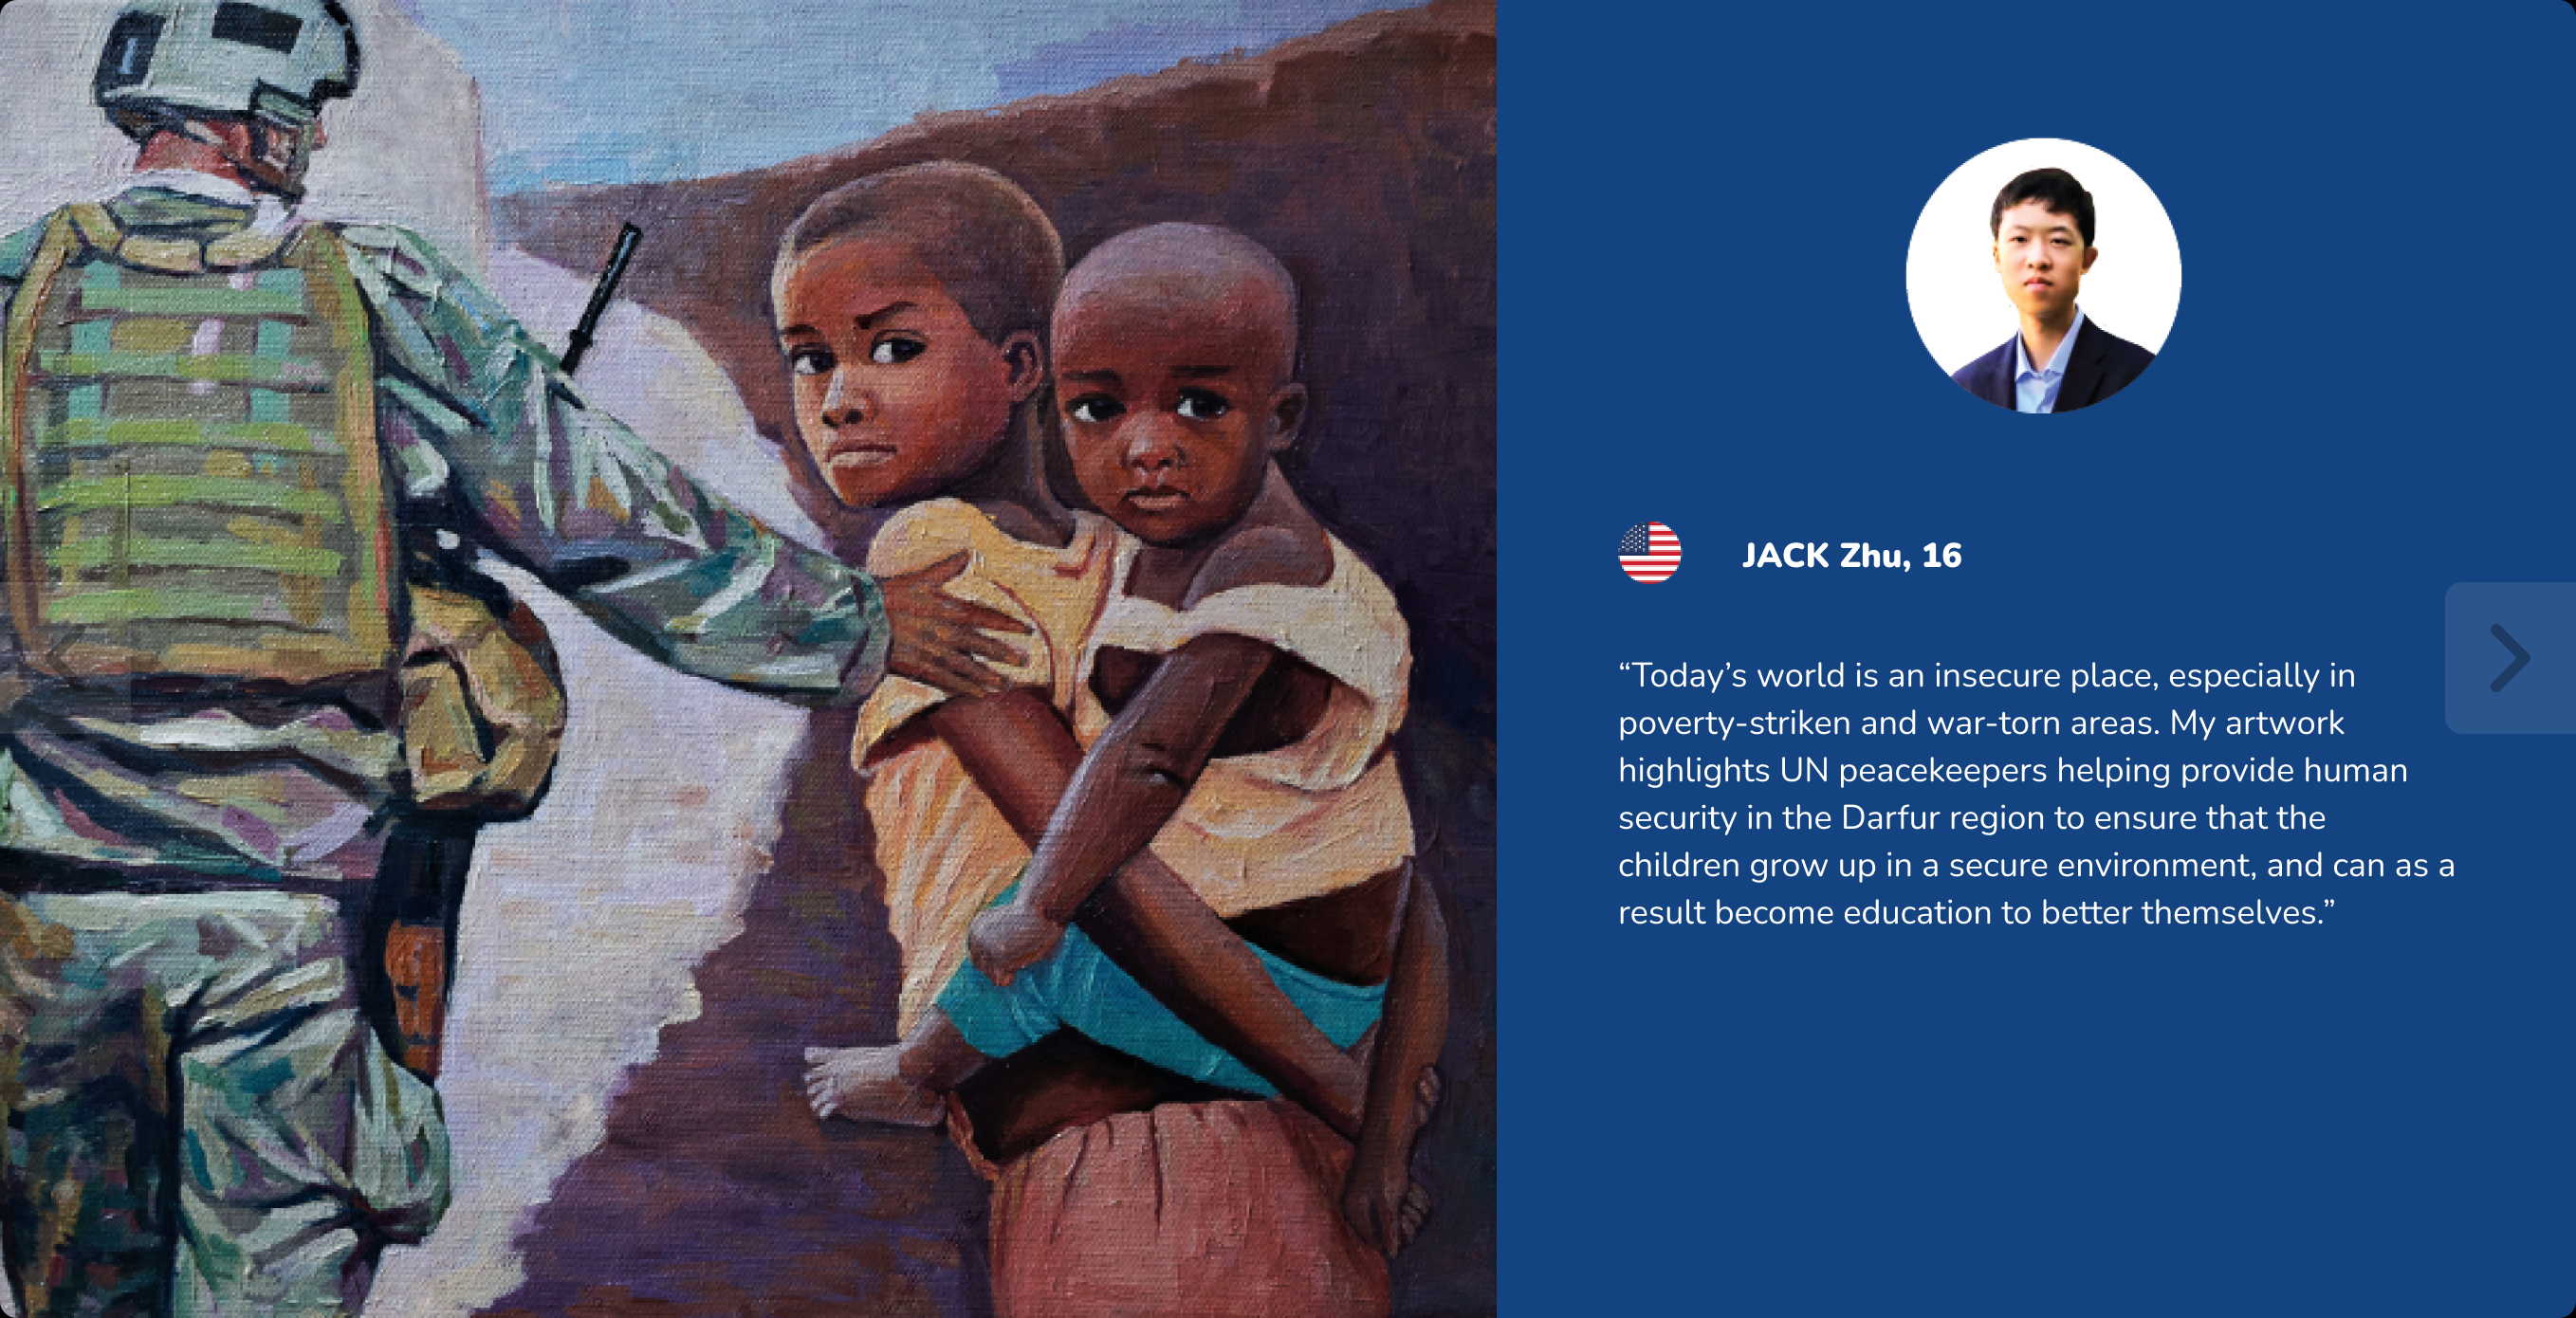 JACK Zhu, 16
“Today’s world is an insecure place, especially in
poverty-striken and war-torn areas. My artwork
highlights UN peacekeepers helping provide human
security in the Darfur region to ensure that the
children grow up in a secure environment, and can as a
result become education to better themselves.”